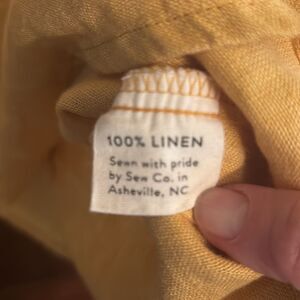 100% LINEN
Sewn with pride
by Sew Co. in
Asheville, NC